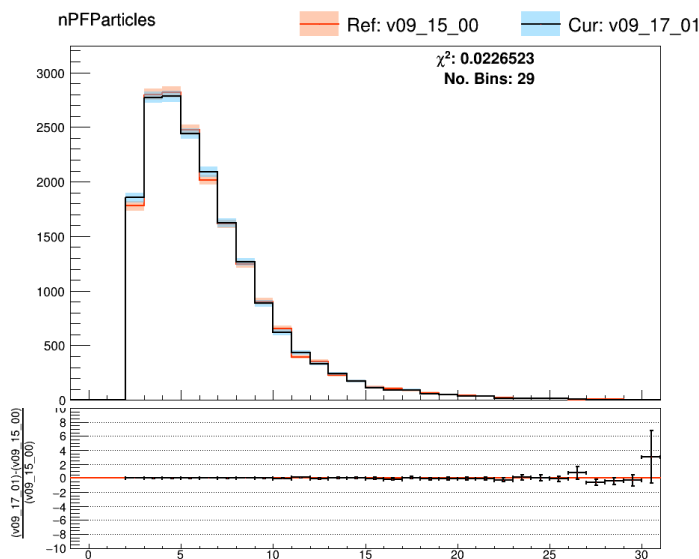 nPFParticles
Ref: v09_15_00
Cur: v09_17_01
χ²: 0.0226523
No. Bins: 29
3000
2500
2000
1500
1000
500
0
(v09_17_01)-(v09_15_00)
(v09_15_00)
10
8
6
4
2
0
−2
−4
−6
−8
−10
0 5 10 15 20 25 30